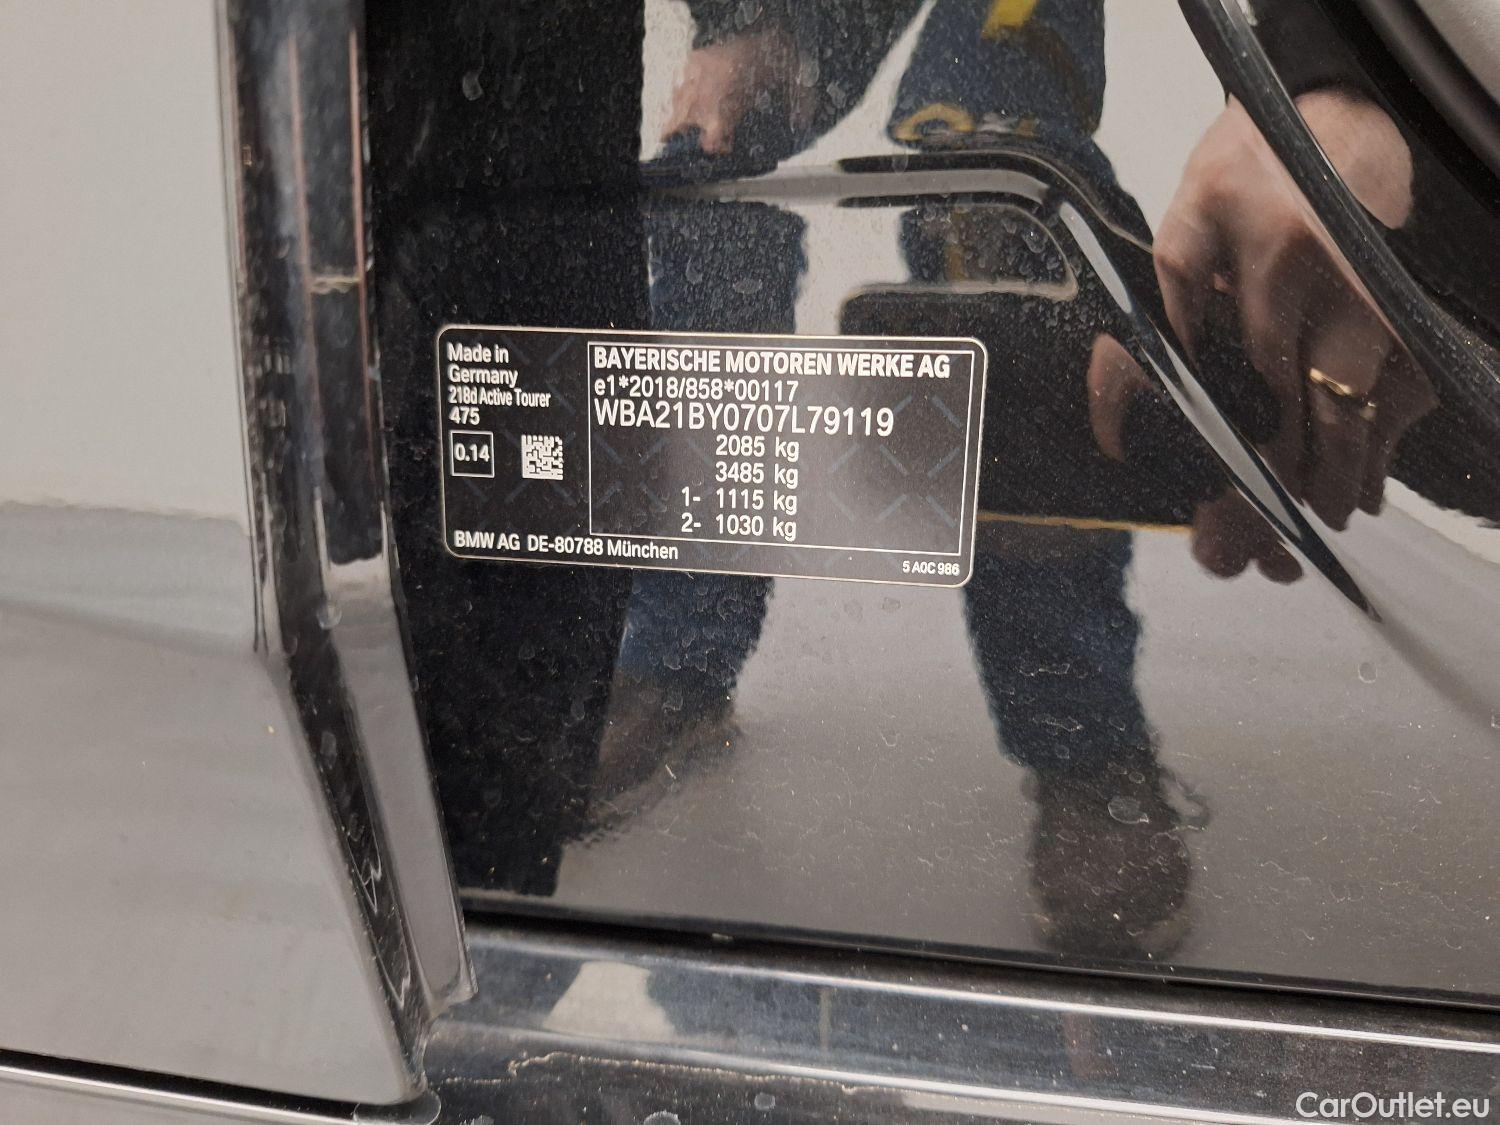 Made in
Germany
218d Active Tourer
475
0.14
BMW AG DE-80788 München
BAYERISCHE MOTOREN WERKE AG
e1*2018/858*00117
WBA21BY0707L79119
2085 kg
3485 kg
1- 1115 kg
2- 1030 kg
5 A0C 986
CarOutlet.eu